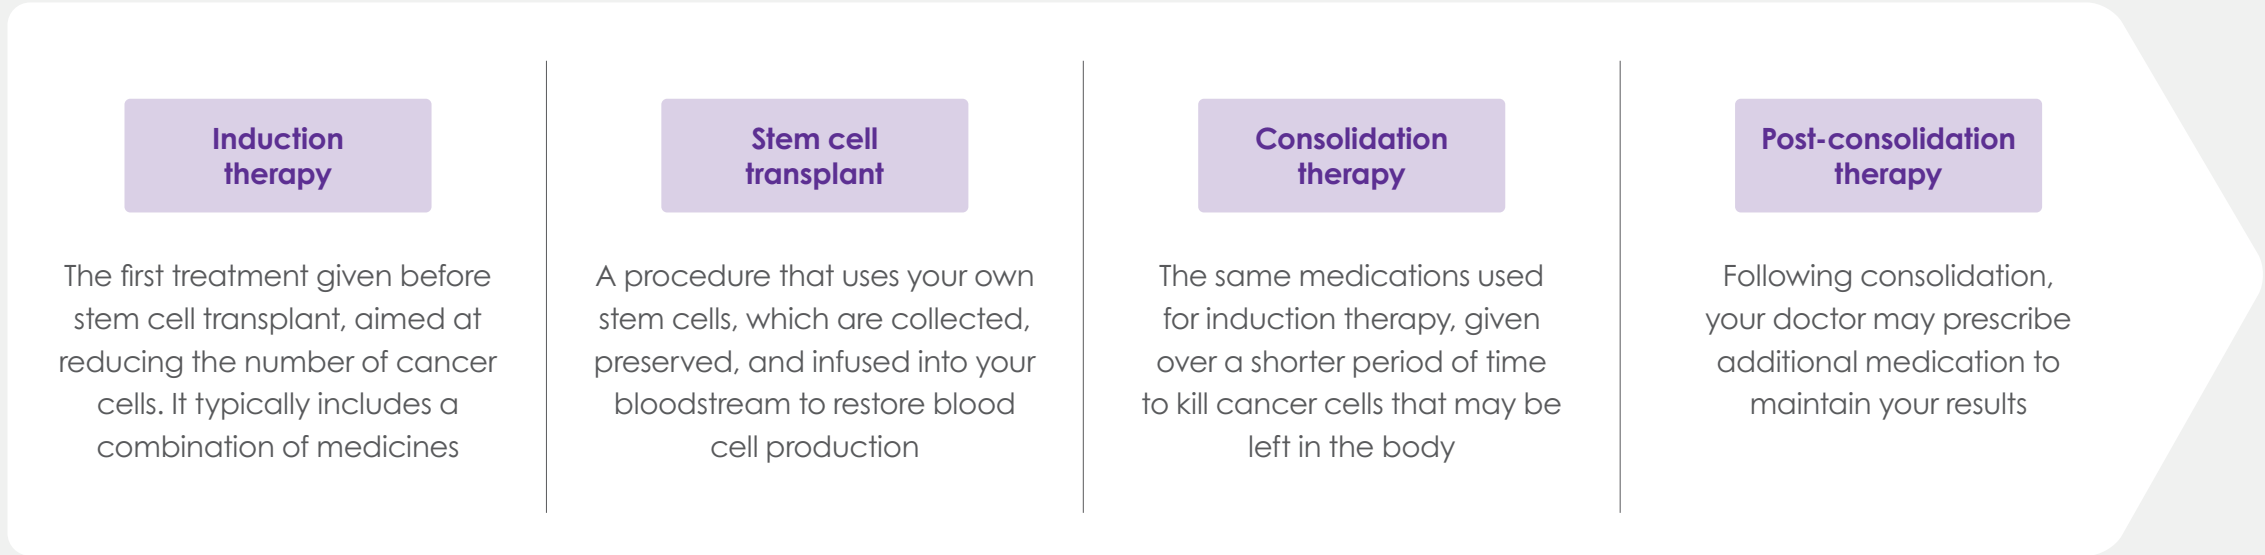 Induction
therapy
The first treatment given before
stem cell transplant, aimed at
reducing the number of cancer
cells. It typically includes a
combination of medicines
Stem cell
transplant
A procedure that uses your own
stem cells, which are collected,
preserved, and infused into your
bloodstream to restore blood
cell production
Consolidation
therapy
The same medications used
for induction therapy, given
over a shorter period of time
to kill cancer cells that may be
left in the body
Post-consolidation
therapy
Following consolidation,
your doctor may prescribe
additional medication to
maintain your results